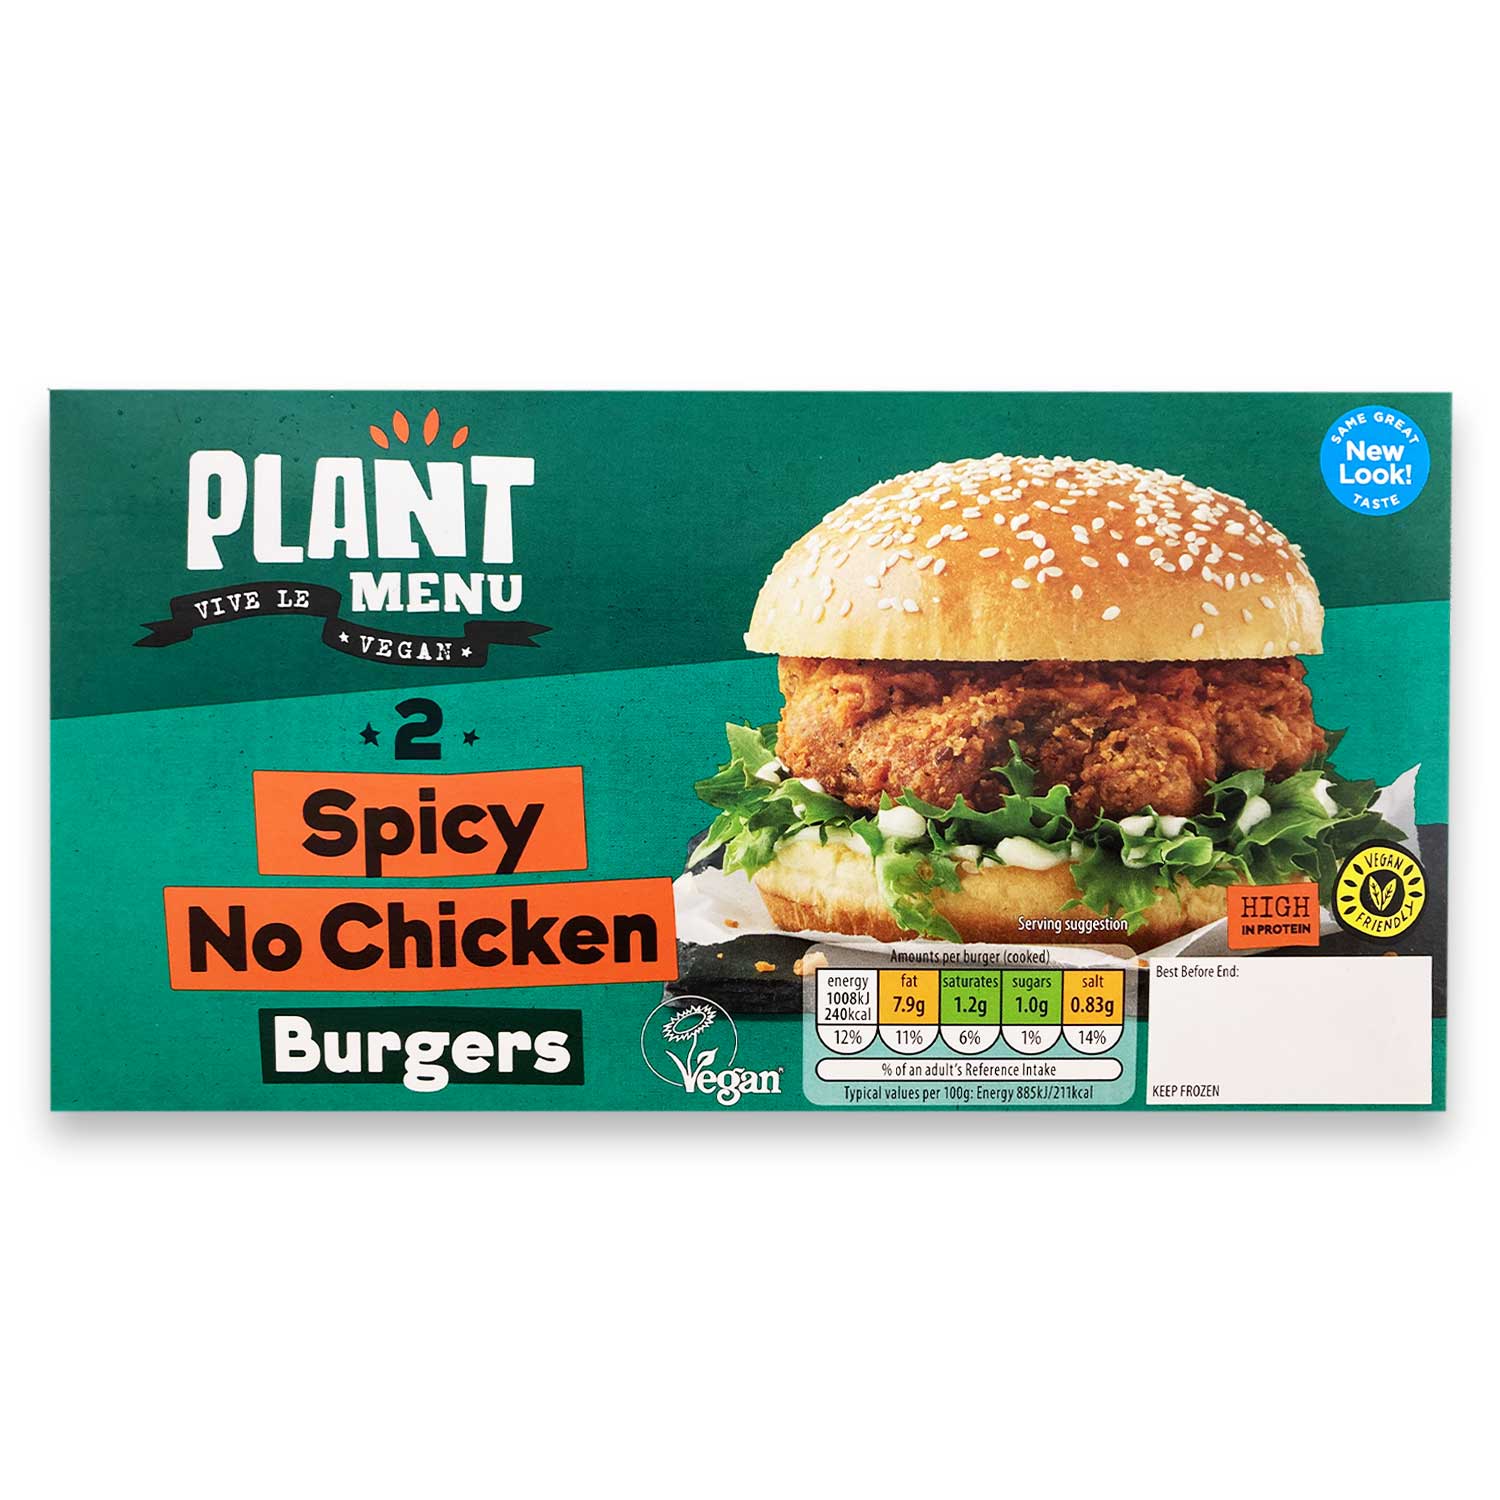 PLANT
MENU
VIVE LE
VEGAN
2
Spicy
No Chicken
Burgers
SAME GREAT
New
Look!
TASTE
Serving suggestion
HIGH
IN PROTEIN
VEGAN
FRIENDLY
Vegan
Amounts per burger (cooked)
energy fat saturates sugars salt
1008kJ 7.9g 1.2g 1.0g 0.83g
240kcal
12% 11% 6% 1% 14%
% of an adult's Reference Intake
Typical values per 100g: Energy 885kJ/211kcal
Best Before End:
KEEP FROZEN